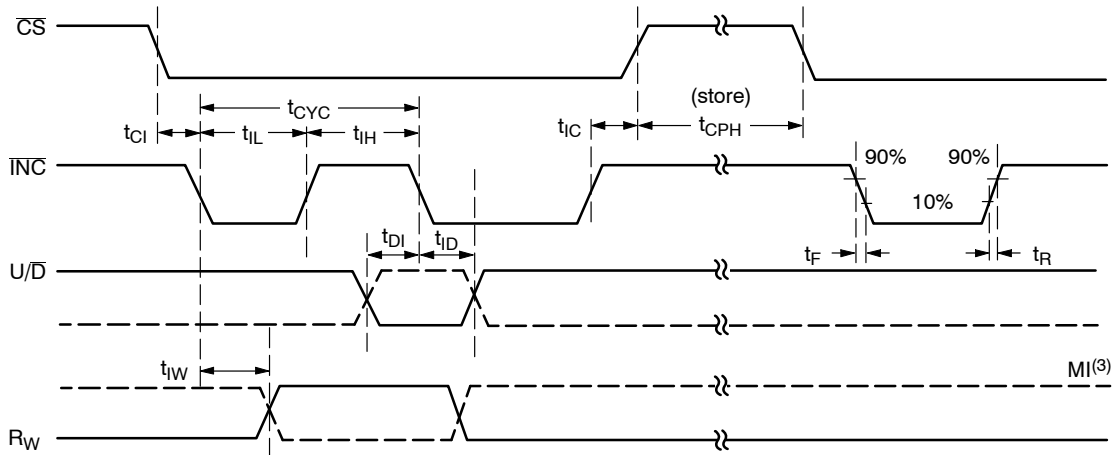 CS
(store)
tCYC
tCI tIL tIH tIC tCPH
INC
90% 90%
10%
tDI tID
tF tR
U/D
tIW
MI(3)
RW